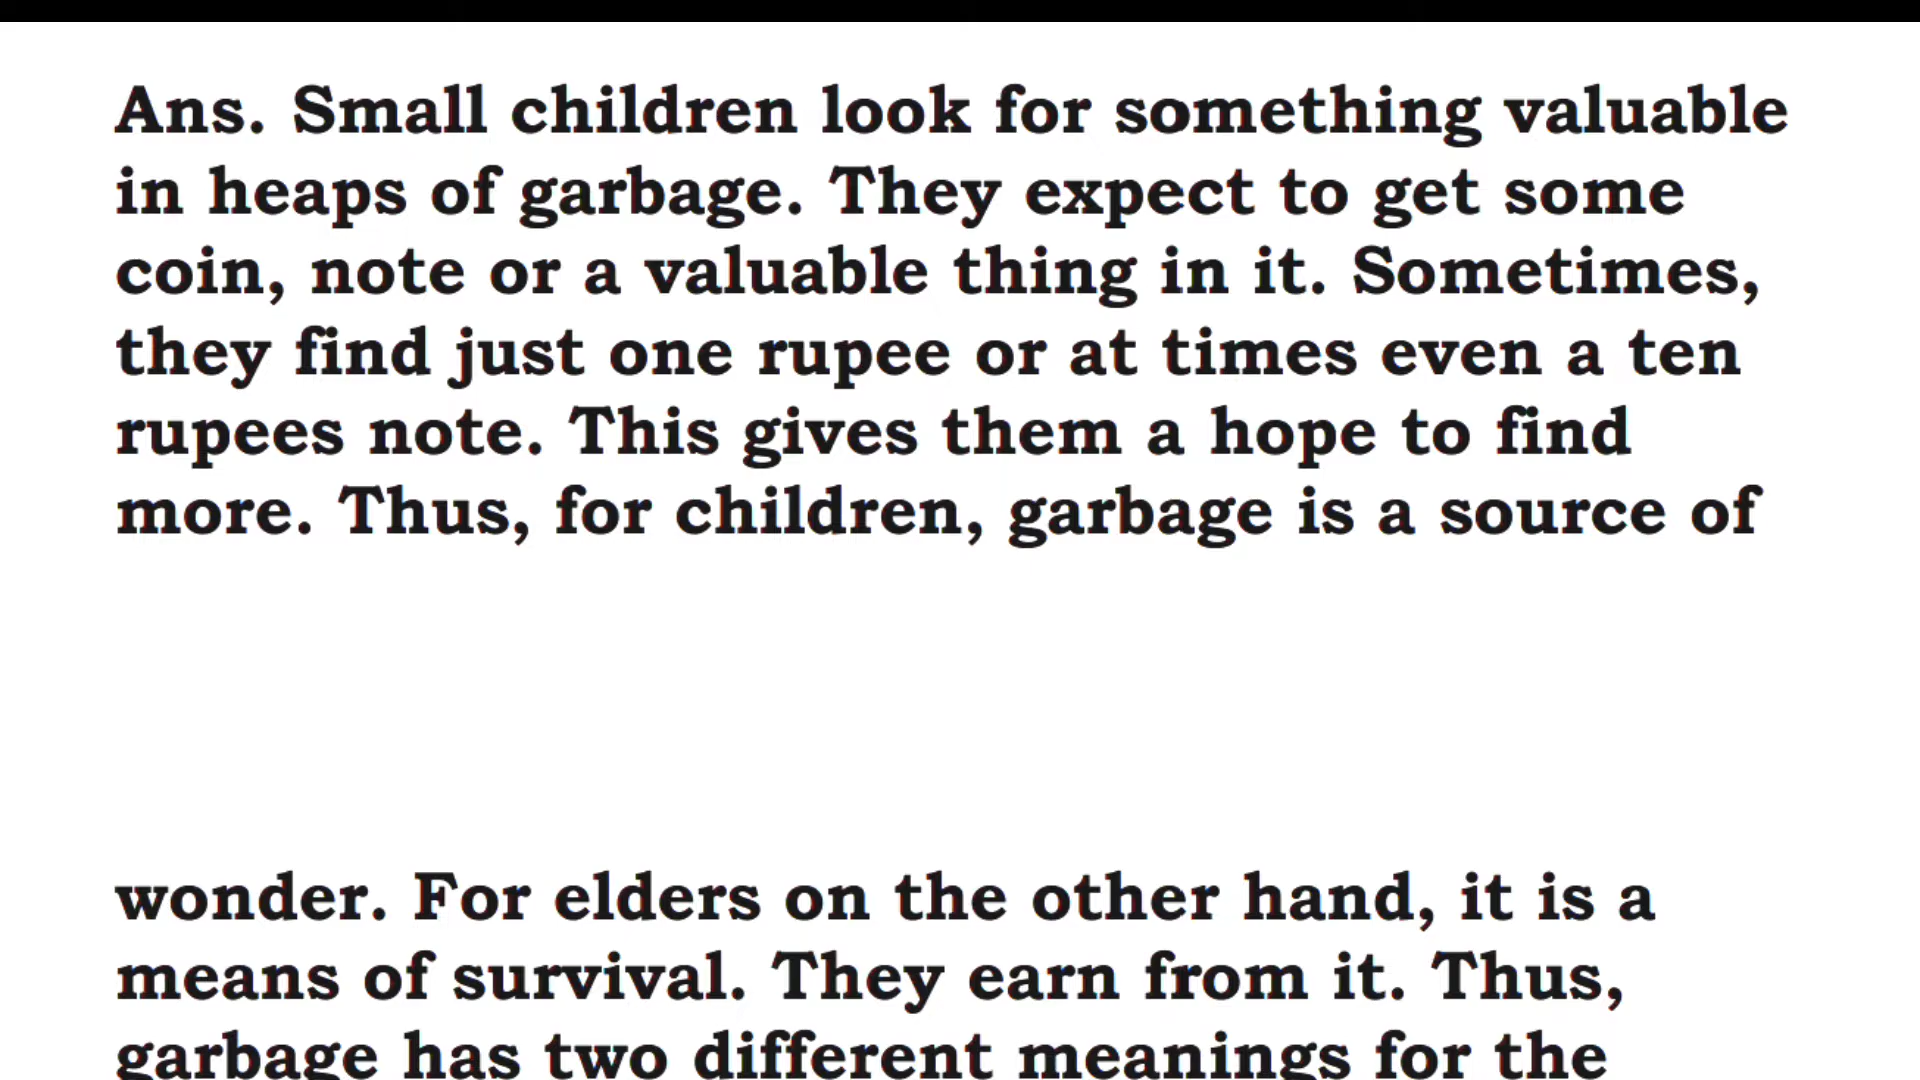 Ans. Small children look for something valuable
in heaps of garbage. They expect to get some
coin, note or a valuable thing in it. Sometimes,
they find just one rupee or at times even a ten
rupees note. This gives them a hope to find
more. Thus, for children, garbage is a source of
wonder. For elders on the other hand, it is a
means of survival. They earn from it. Thus,
garbage has two different meanings for the